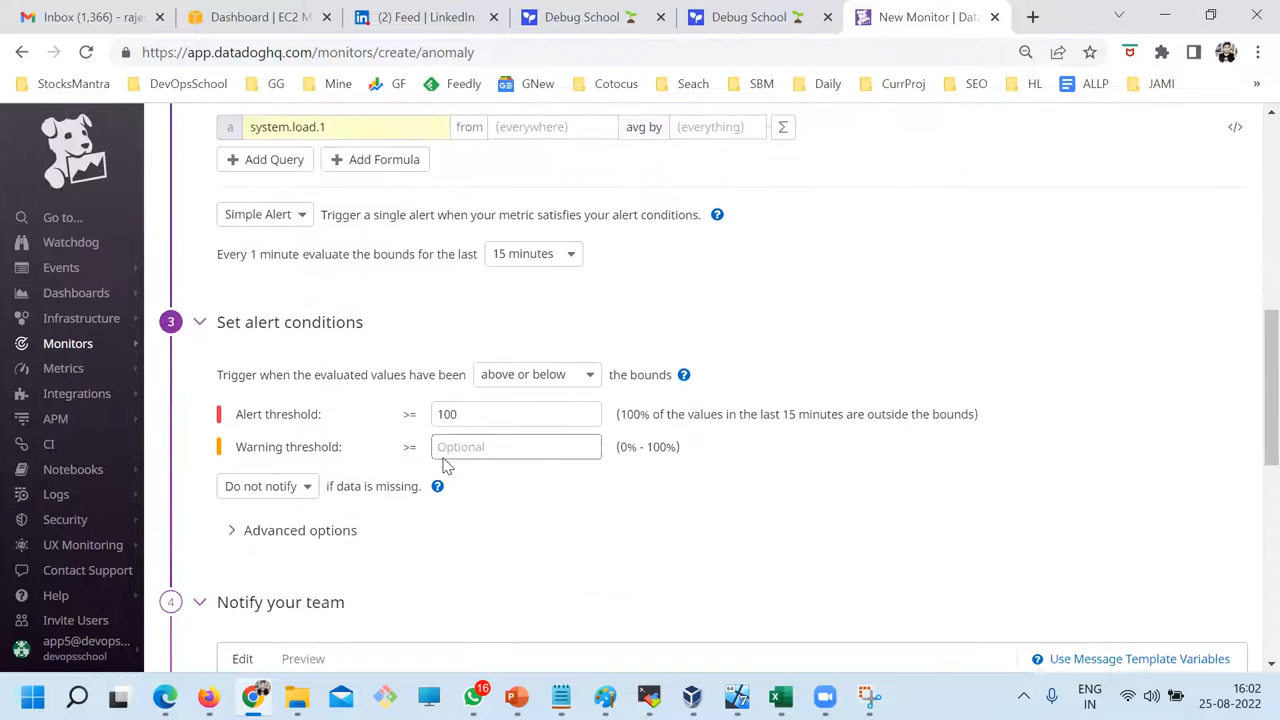 Inbox (1,366) - rajes
Dashboard | EC2 M
(2) Feed | LinkedIn
Debug School
Debug School
New Monitor | Dat
https://app.datadoghq.com/monitors/create/anomaly
StocksMantra
DevOpsSchool
GG
Mine
GF
Feedly
GNew
Cotocus
Seach
SBM
Daily
CurrProj
SEO
HL
ALLP
JAMI
»
a system.load.1 from (everywhere) avg by (everything) Σ
</>
+ Add Query
+ Add Formula
Simple Alert
Trigger a single alert when your metric satisfies your alert conditions.
Every 1 minute evaluate the bounds for the last 15 minutes
3 Set alert conditions
Trigger when the evaluated values have been above or below the bounds
Alert threshold: >= 100 (100% of the values in the last 15 minutes are outside the bounds)
Warning threshold: >= Optional (0% - 100%)
Do not notify if data is missing.
Advanced options
4 Notify your team
Edit
Preview
Use Message Template Variables
Go to...
Watchdog
Events
Dashboards
Infrastructure
Monitors
Metrics
Integrations
APM
CI
Notebooks
Logs
Security
UX Monitoring
Contact Support
Help
Invite Users
app5@devops...
devopsschool
16
ENG
IN
16:02
25-08-2022